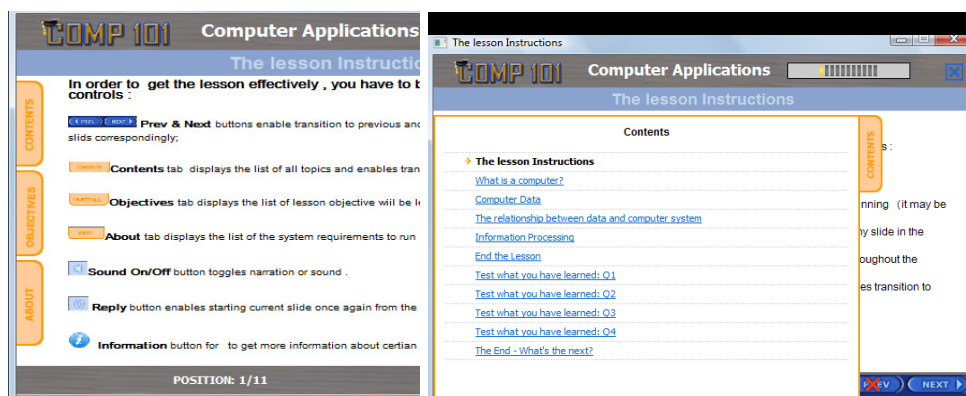 COMP 101 Computer Applications
The lesson Instructio
In order to get the lesson effectively , you have to
controls :
PREV NEXT Prev & Next buttons enable transition to previous and
slids correspondingly;
Contents tab displays the list of all topics and enables tran
Objectives tab displays the list of lesson objective will be l
About tab displays the list of the system requirements to run
Sound On/Off button toggles narration or sound .
Reply button enables starting current slide once again from the
Information button for to get more information about certian
CONTENTS
OBJECTIVES
ABOUT
POSITION: 1/11
The lesson Instructions
COMP 101 Computer Applications
The lesson Instructions
Contents
The lesson Instructions
What is a computer?
Computer Data
The relationship between data and computer system
Information Processing
End the Lesson
Test what you have learned: Q1
Test what you have learned: Q2
Test what you have learned: Q3
Test what you have learned: Q4
The End - What's the next?
CONTENTS
s :
nning (it may be
ny slide in the
oughout the
es transition to
PREV NEXT